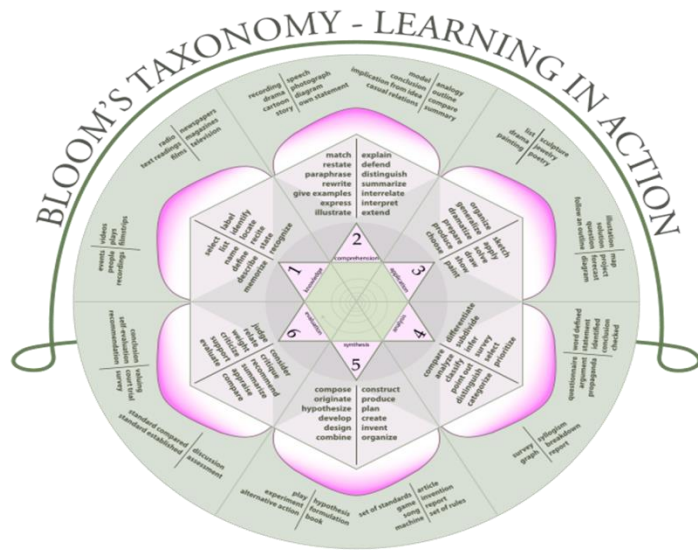 BLOOM'S TAXONOMY - LEARNING IN ACTION
1
knowledge
select
list
name
define
describe
memorize
label
identify
locate
recite
state
recognize
2
comprehension
match
restate
paraphrase
rewrite
give examples
express
illustrate
explain
defend
distinguish
summarize
interrelate
interpret
extend
3
application
organize
generalize
dramatize
prepare
produce
choose
sketch
apply
solve
draw
show
paint
4
analysis
compare
analyze
classify
point out
distinguish
categorize
differentiate
subdivide
infer
survey
select
prioritize
5
synthesis
compose
originate
hypothesize
develop
design
combine
construct
produce
plan
create
invent
organize
6
evaluation
judge
relate
weight
criticize
support
evaluate
consider
critique
recommend
summarize
appraise
compare
events
people
recordings
videos
plays
filmstrips
radio
text readings
films
newspapers
magazines
television
recording
drama
cartoon
story
speech
photograph
diagram
own statement
model
conclusion
implication from idea
casual relations
analogy
outline
compare
summary
list
drama
painting
sculpture
jewelry
poetry
illustration
solution
question
follow an outline
map
project
forecast
diagram
word defined
statement
identified
conclusion
checked
questionnaire
argument
propaganda
survey
graph
syllogism
breakdown
report
set of standards
game
song
machine
article
invention
report
set of rules
play
experiment
alternative action
hypothesis
formulation
book
standard compared
standard established
discussion
assessment
conclusion
self-evaluation
recommendation
valuing
court trial
survey